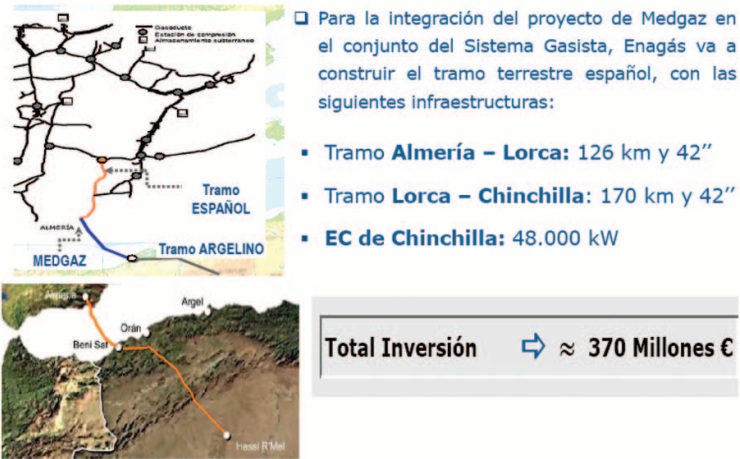 Gasoducto
Estación de compresión
Almacenamiento subterráneo
Tramo
ESPAÑOL
ALMERÍA
MEDGAZ
Tramo ARGELINO
❑ Para la integración del proyecto de Medgaz en
el conjunto del Sistema Gasista, Enagás va a
construir el tramo terrestre español, con las
siguientes infraestructuras:
▪ Tramo Almería – Lorca: 126 km y 42’’
▪ Tramo Lorca – Chinchilla: 170 km y 42’’
▪ EC de Chinchilla: 48.000 kW
Almería
Argel
Orán
Beni Saf
Hassi R'Mel
Total Inversión ⇨ ≈ 370 Millones €